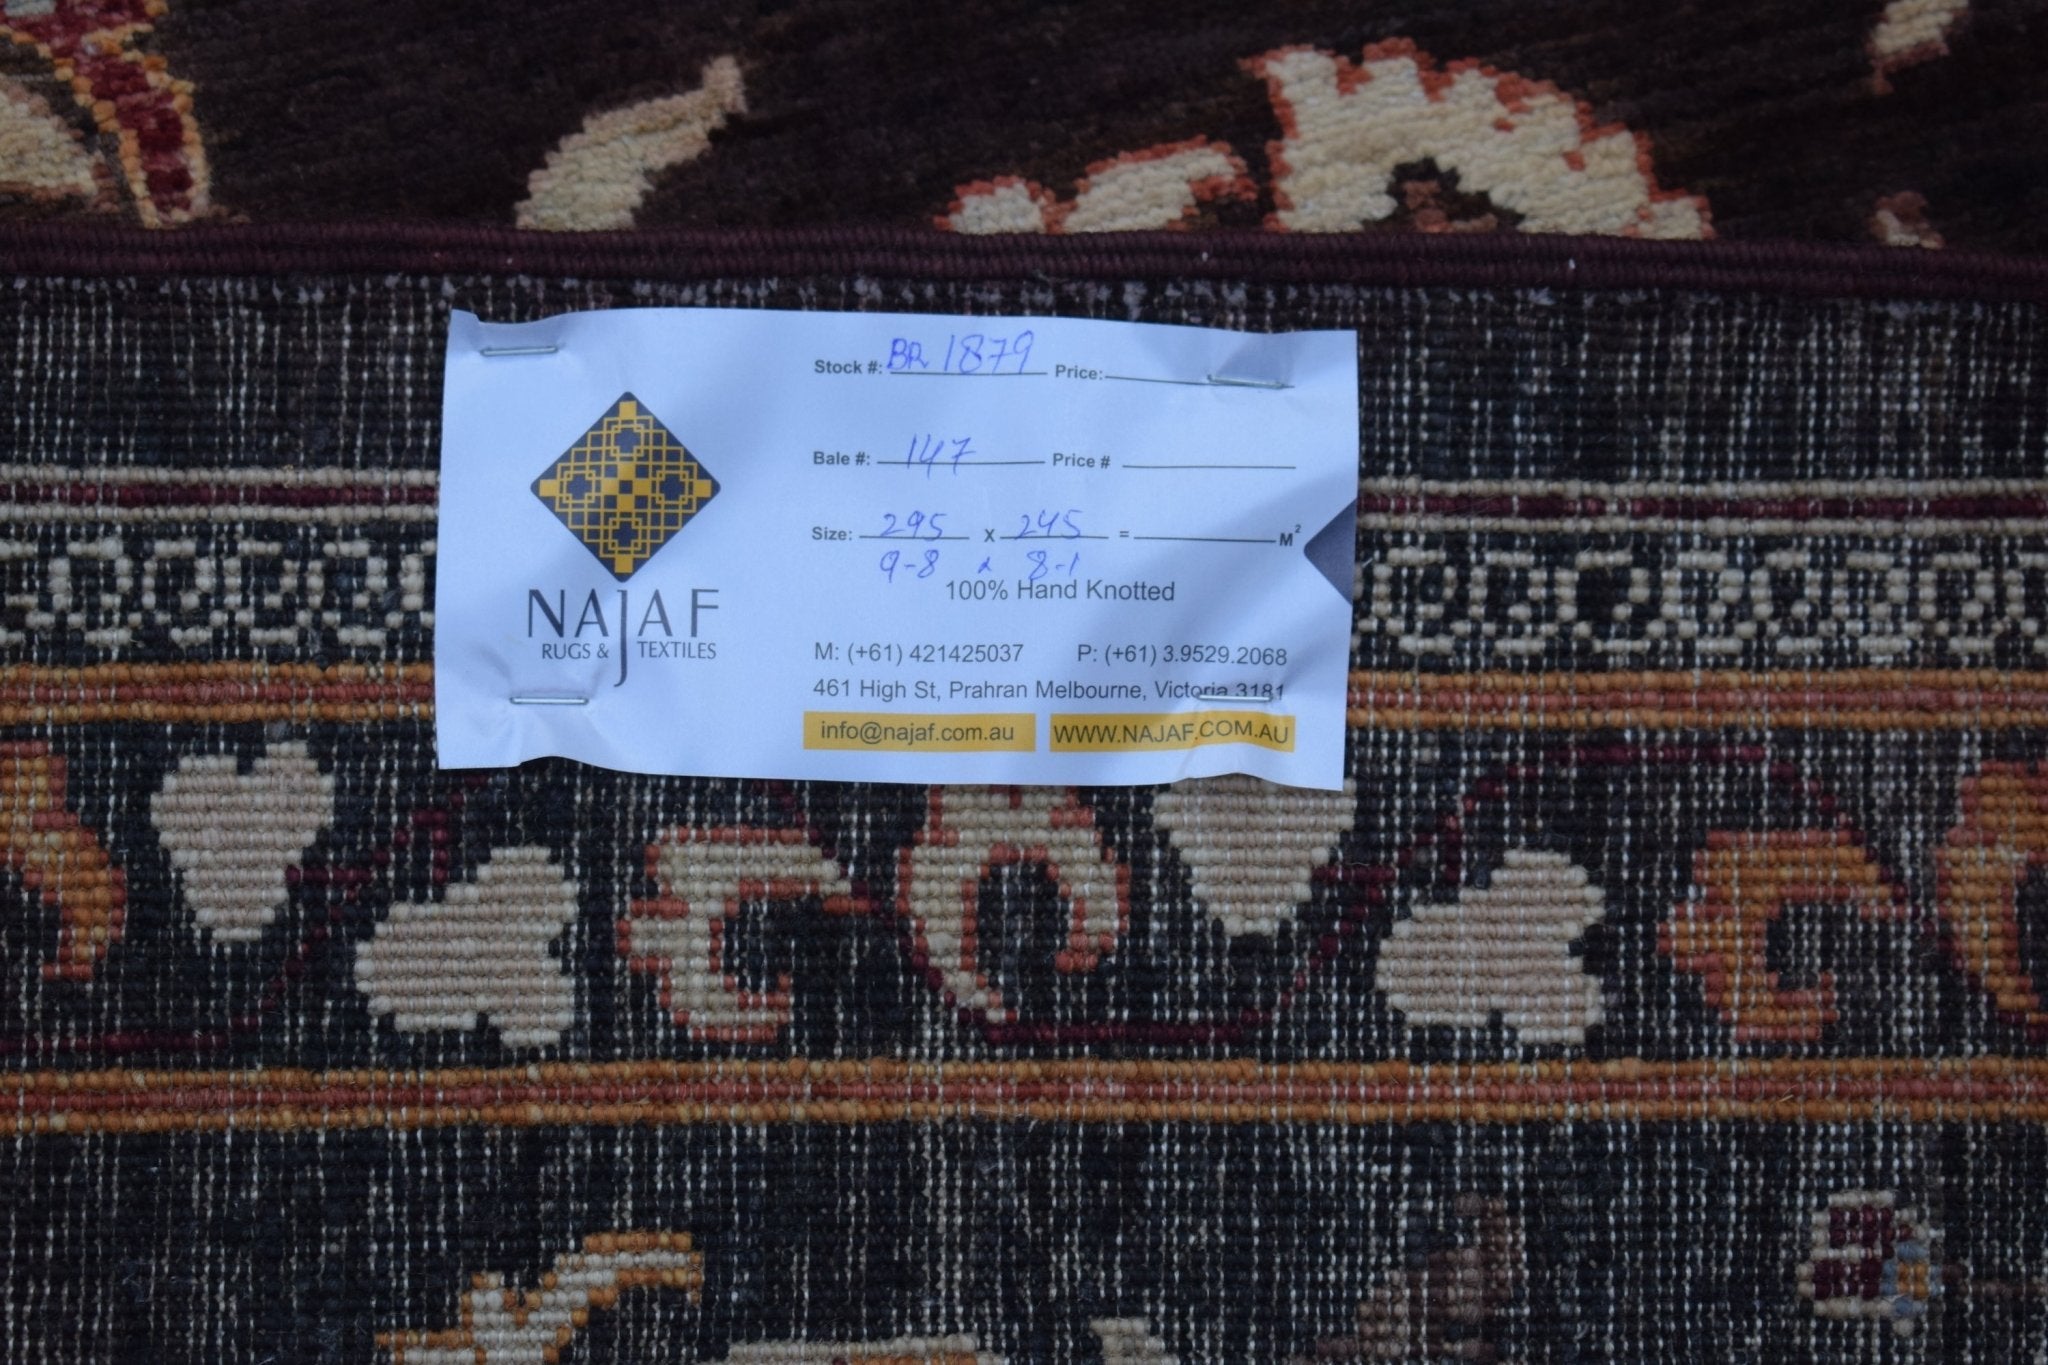 Stock #: BR 1879 Price:
Bale #: 147 Price #
Size: 295 x 245 = M²
9-8 x 8-1
100% Hand Knotted
NAJAF
RUGS & TEXTILES
M: (+61) 421425037 P: (+61) 3.9529.2068
461 High St, Prahran Melbourne, Victoria 3181
info@najaf.com.au WWW.NAJAF.COM.AU